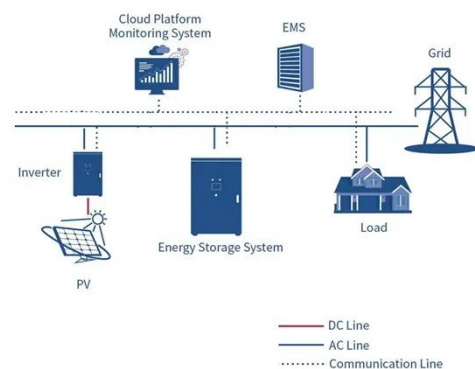 Cloud Platform
Monitoring System
EMS
Grid
Inverter
Energy Storage System
Load
PV
DC Line
AC Line
Communication Line